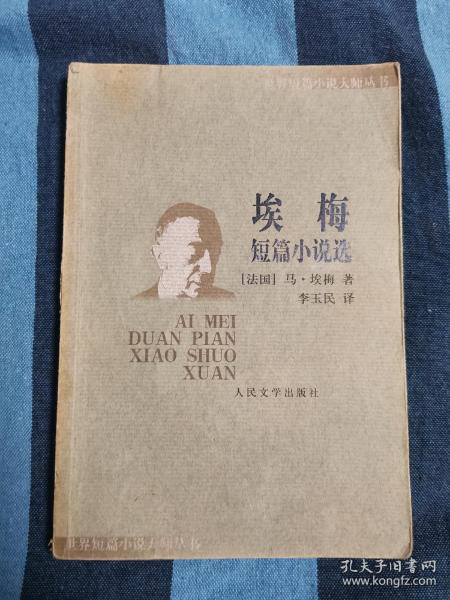 世界短篇小说大师丛书
埃梅
短篇小说选
[法国] 马·埃梅 著
李玉民 译
AI MEI
DUAN PIAN
XIAO SHUO
XUAN
人民文学出版社
世界短篇小说大师丛书
孔夫子旧书网
www.kongfz.com